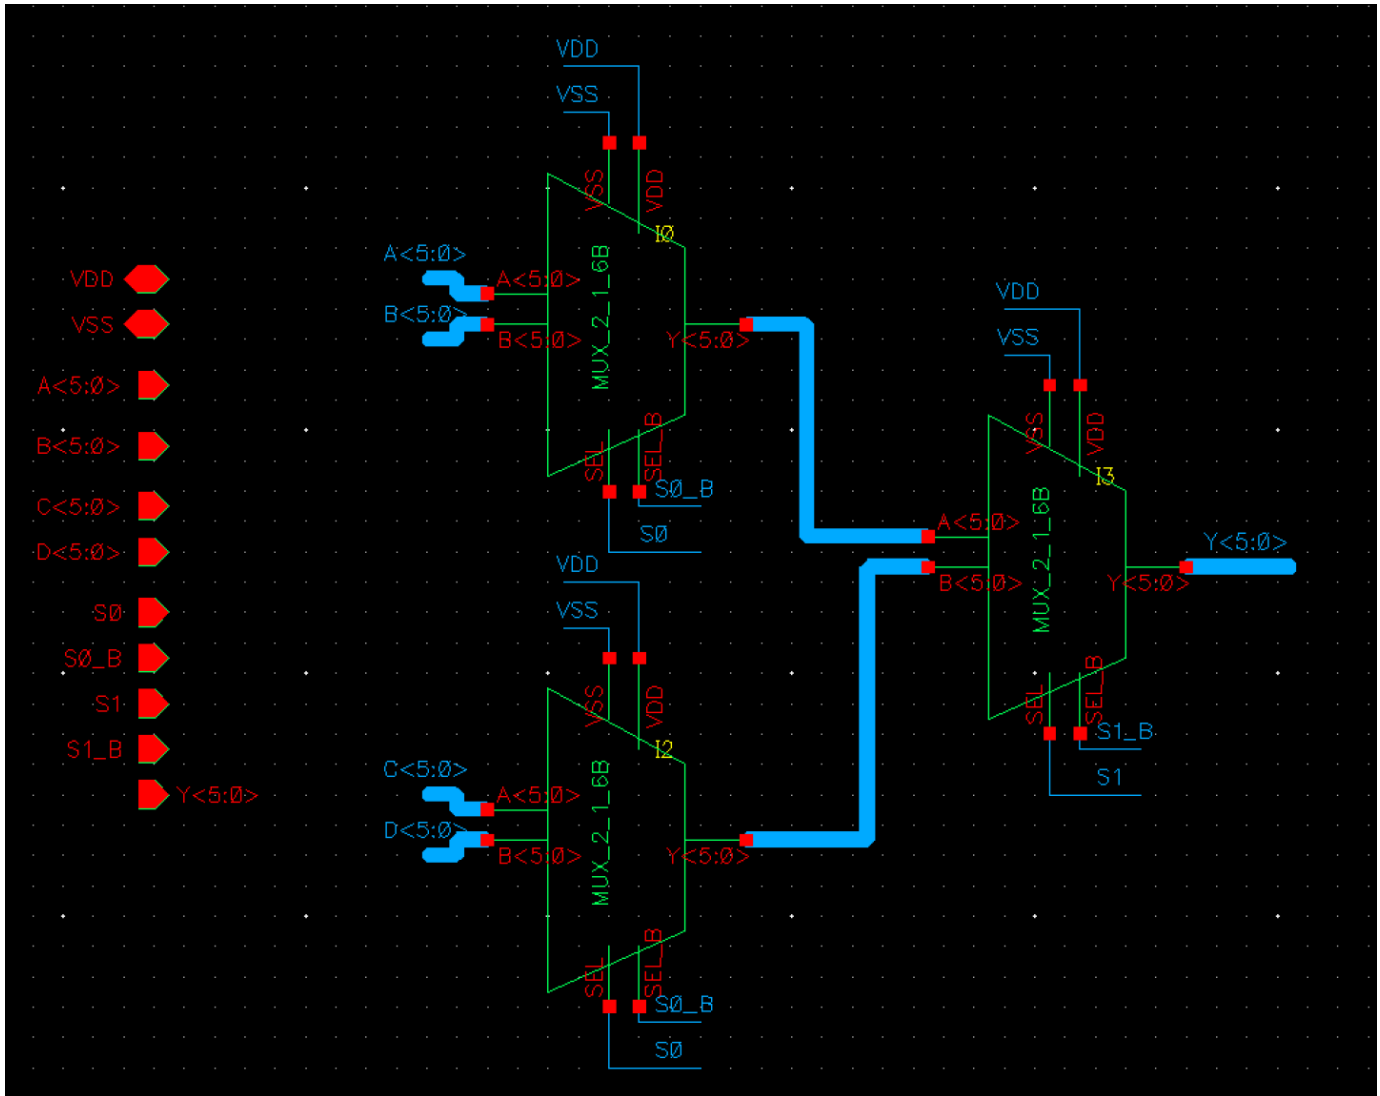 VDD
VSS
A<5:0>
B<5:0>
C<5:0>
D<5:0>
S0
S0_B
S1
S1_B
Y<5:0>
VDD
VSS
VSS
VDD
I0
A<5:0>
A<5:0>
B<5:0>
B<5:0>
MUX_2_1_6B
Y<5:0>
SEL
SEL_B
S0_B
S0
VDD
VSS
VSS
VDD
I2
C<5:0>
A<5:0>
D<5:0>
B<5:0>
MUX_2_1_6B
Y<5:0>
SEL
SEL_B
S0_B
S0
VDD
VSS
VSS
VDD
I3
A<5:0>
B<5:0>
MUX_2_1_6B
Y<5:0>
Y<5:0>
SEL
SEL_B
S1_B
S1